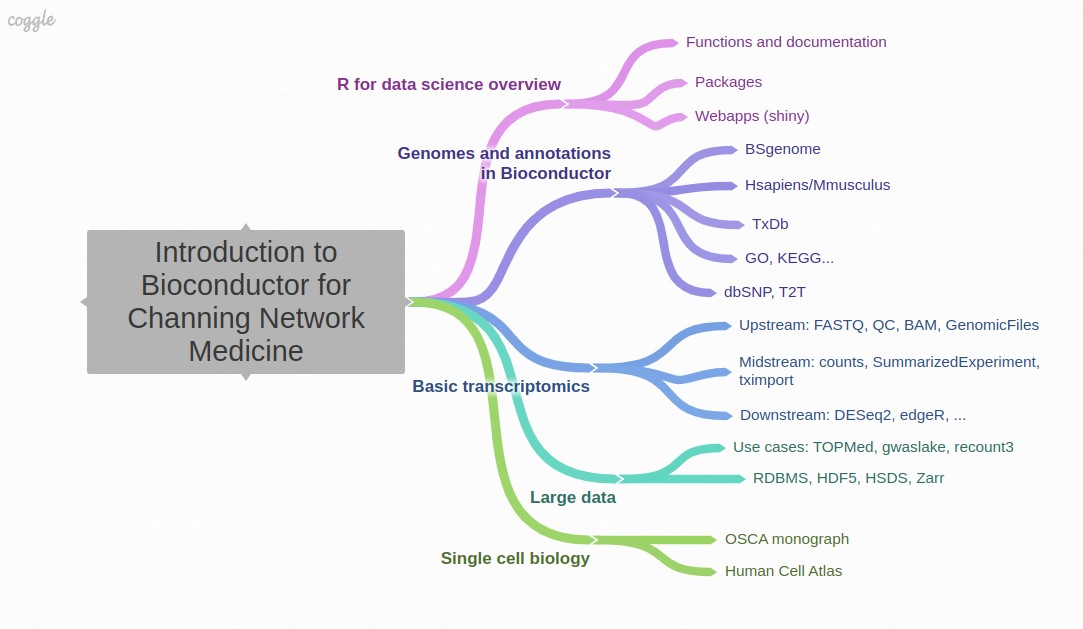 coggle
Introduction to
Bioconductor for
Channing Network
Medicine
R for data science overview
Functions and documentation
Packages
Webapps (shiny)
Genomes and annotations
in Bioconductor
BSgenome
Hsapiens/Mmusculus
TxDb
GO, KEGG...
dbSNP, T2T
Basic transcriptomics
Upstream: FASTQ, QC, BAM, GenomicFiles
Midstream: counts, SummarizedExperiment,
tximport
Downstream: DESeq2, edgeR, ...
Large data
Use cases: TOPMed, gwaslake, recount3
RDBMS, HDF5, HSDS, Zarr
Single cell biology
OSCA monograph
Human Cell Atlas